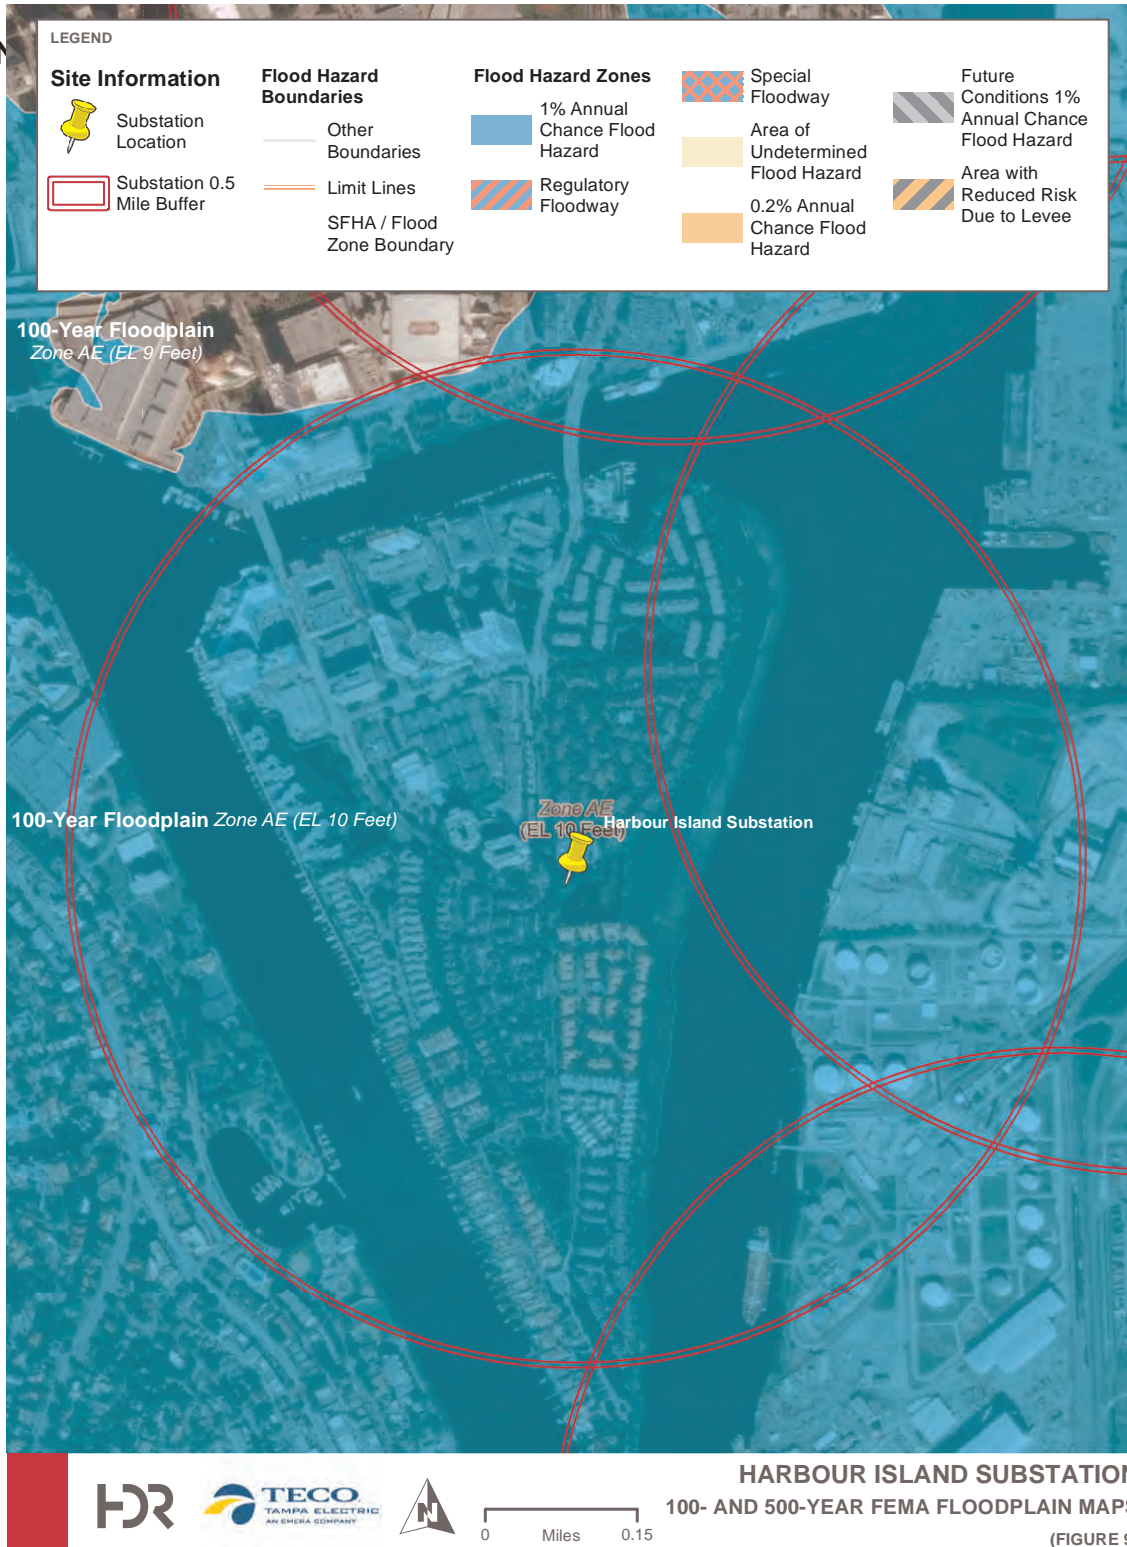 N
LEGEND
Site Information
Substation
Location
Substation 0.5
Mile Buffer
Flood Hazard
Boundaries
Other
Boundaries
Limit Lines
SFHA / Flood
Zone Boundary
Flood Hazard Zones
1% Annual
Chance Flood
Hazard
Regulatory
Floodway
Special
Floodway
Area of
Undetermined
Flood Hazard
0.2% Annual
Chance Flood
Hazard
Future
Conditions 1%
Annual Chance
Flood Hazard
Area with
Reduced Risk
Due to Levee
100-Year Floodplain
Zone AE (EL 9 Feet)
100-Year Floodplain Zone AE (EL 10 Feet)
Zone AE
(EL 10 Feet)
Harbour Island Substation
HDR
TECO.
TAMPA ELECTRIC
AN EMERA COMPANY
N
0 Miles 0.15
HARBOUR ISLAND SUBSTATION
100- AND 500-YEAR FEMA FLOODPLAIN MAPS
(FIGURE 9